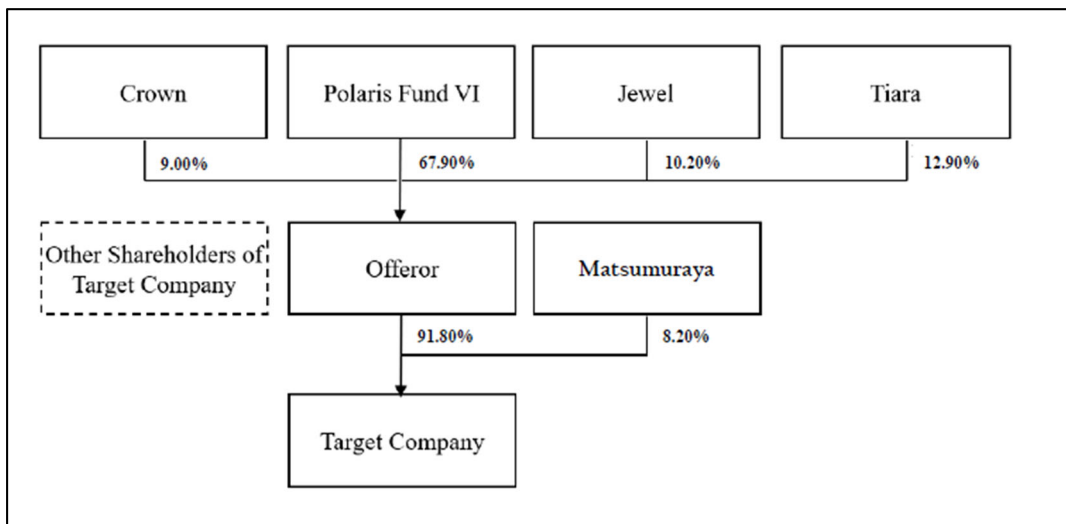 Crown
Polaris Fund VI
Jewel
Tiara
9.00%
67.90%
10.20%
12.90%
Other Shareholders of
Target Company
Offeror
Matsumuraya
91.80%
8.20%
Target Company